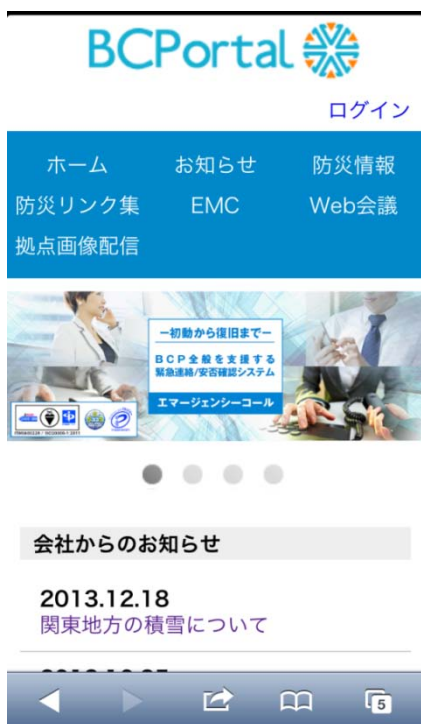 BCPortal
ログイン
ホーム お知らせ 防災情報
防災リンク集 EMC Web会議
拠点画像配信
ー初動から復旧までー
BCP全般を支援する
緊急連絡/安否確認システム
エマージェンシーコール
会社からのお知らせ
2013.12.18
関東地方の積雪について
5